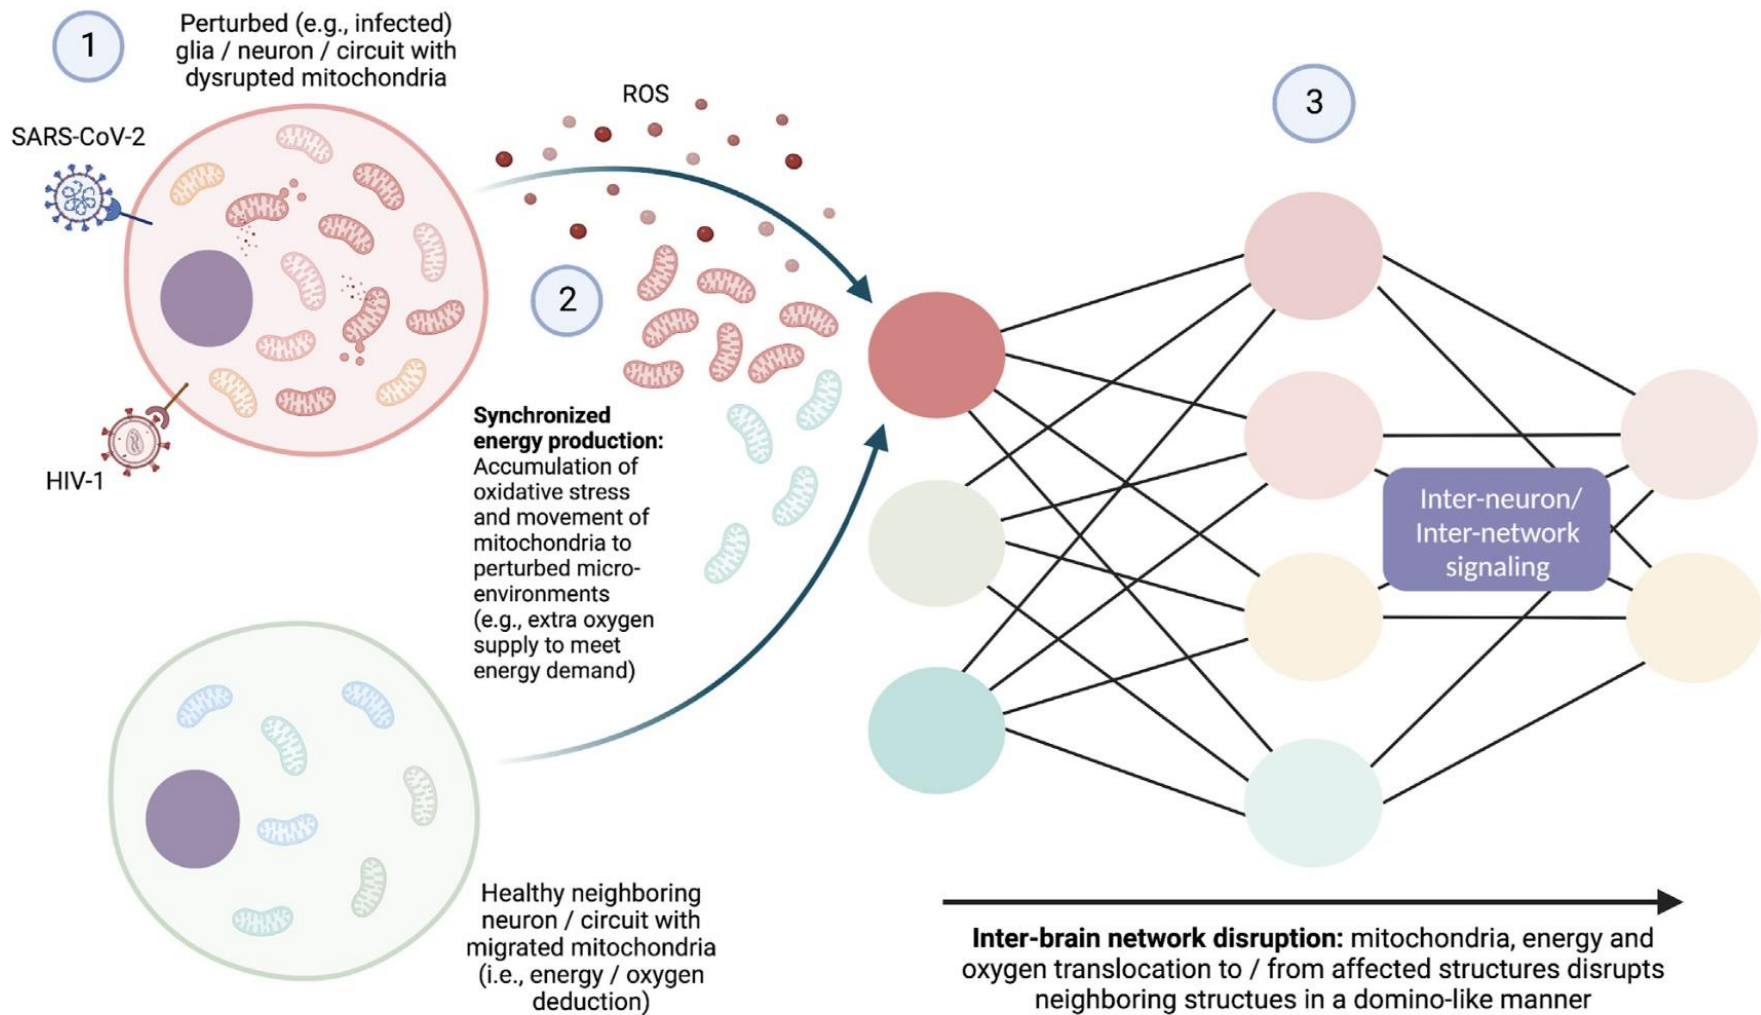 1
Perturbed (e.g., infected)
glia / neuron / circuit with
dysrupted mitochondria
SARS-CoV-2
HIV-1
ROS
2
Synchronized
energy production:
Accumulation of
oxidative stress
and movement of
mitochondria to
perturbed micro-
environments
(e.g., extra oxygen
supply to meet
energy demand)
Healthy neighboring
neuron / circuit with
migrated mitochondria
(i.e., energy / oxygen
deduction)
3
Inter-neuron/
Inter-network
signaling
Inter-brain network disruption: mitochondria, energy and
oxygen translocation to / from affected structures disrupts
neighboring structues in a domino-like manner